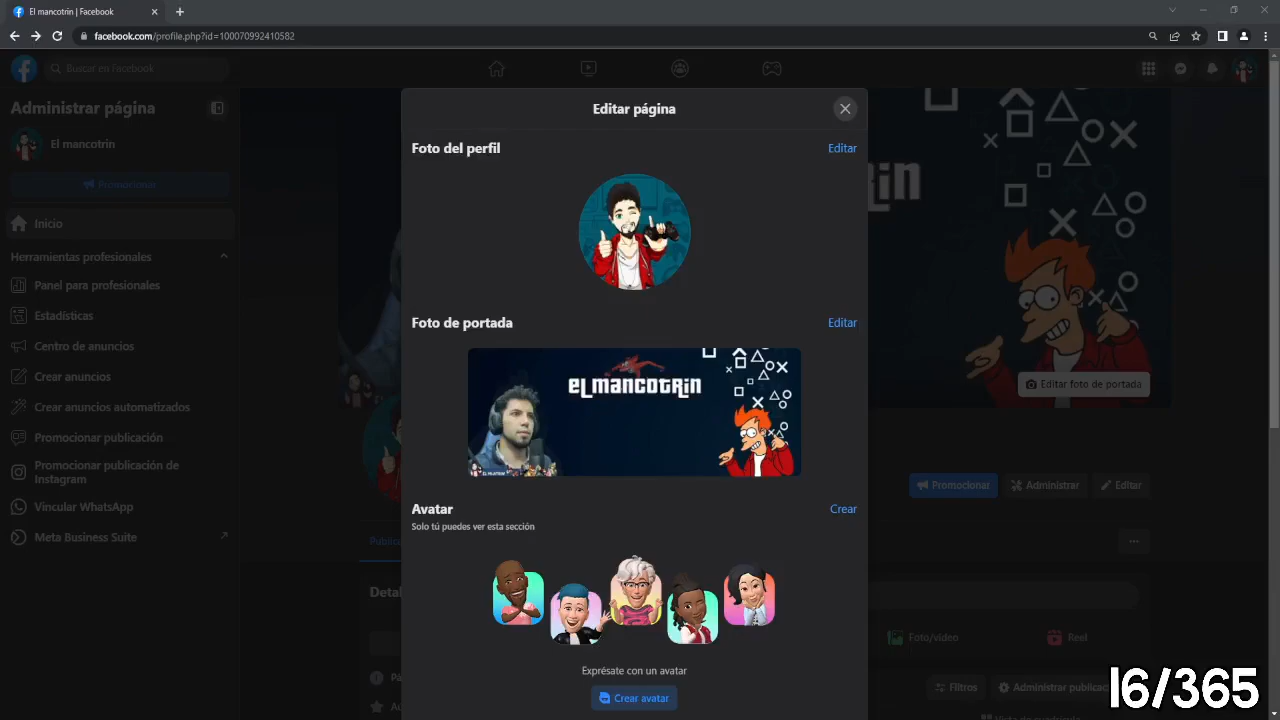 El mancotrin | Facebook
facebook.com/profile.php?id=100070992410582
Buscar en Facebook
Administrar página
El mancotrin
Promocionar
Inicio
Herramientas profesionales
Panel para profesionales
Estadísticas
Centro de anuncios
Crear anuncios
Crear anuncios automatizados
Promocionar publicación
Promocionar publicación de
Instagram
Vincular WhatsApp
Meta Business Suite
Editar página
Foto del perfil
Editar
Foto de portada
Editar
EL MANCOTRIN
Avatar
Crear
Solo tú puedes ver esta sección
Exprésate con un avatar
Crear avatar
Editar foto de portada
Promocionar
Administrar
Editar
Foto/video
Reel
Filtros
Administrar publicac
16/365